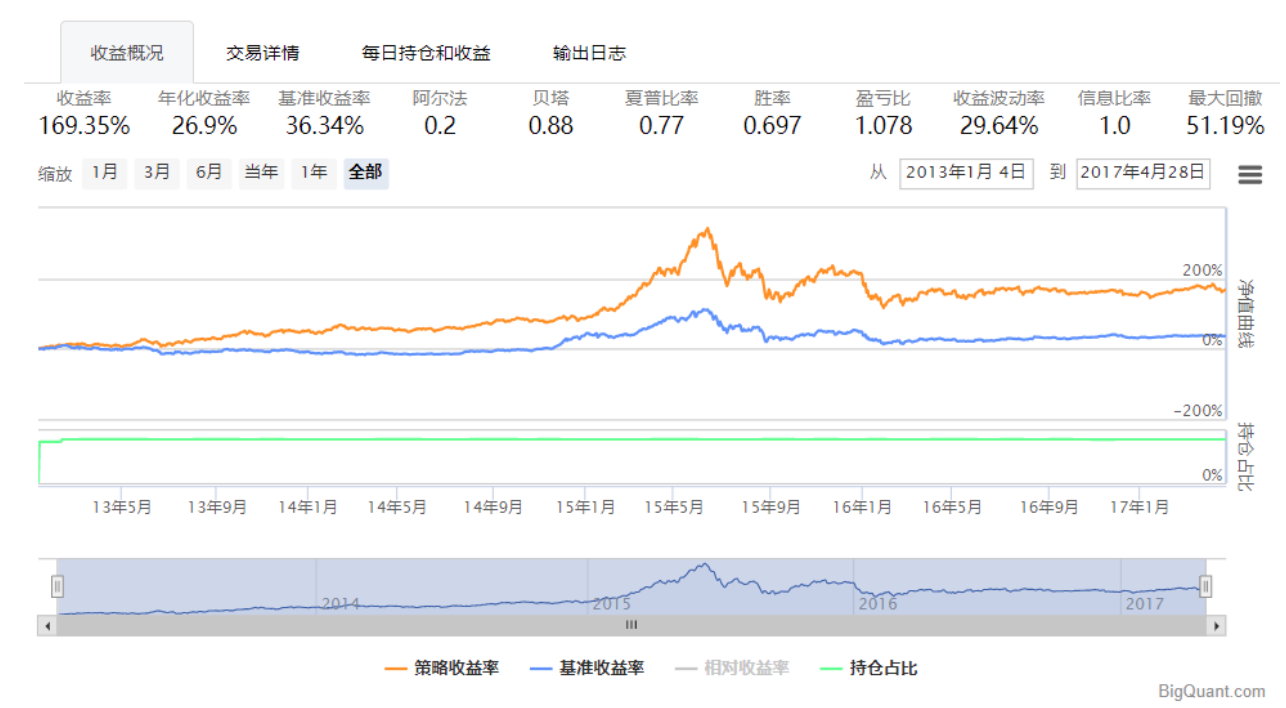 收益概况 交易详情 每日持仓和收益 输出日志
收益率 年化收益率 基准收益率 阿尔法 贝塔 夏普比率 胜率 盈亏比 收益波动率 信息比率 最大回撤
169.35% 26.9% 36.34% 0.2 0.88 0.77 0.697 1.078 29.64% 1.0 51.19%
缩放 1月 3月 6月 当年 1年 全部 从 2013年1月 4日 到 2017年4月28日
200%
0%
-200%
净值曲线
0%
持仓占比
13年5月 13年9月 14年1月 14年5月 14年9月 15年1月 15年5月 15年9月 16年1月 16年5月 16年9月 17年1月
2014 2015 2016 2017
策略收益率 基准收益率 相对收益率 持仓占比
BigQuant.com